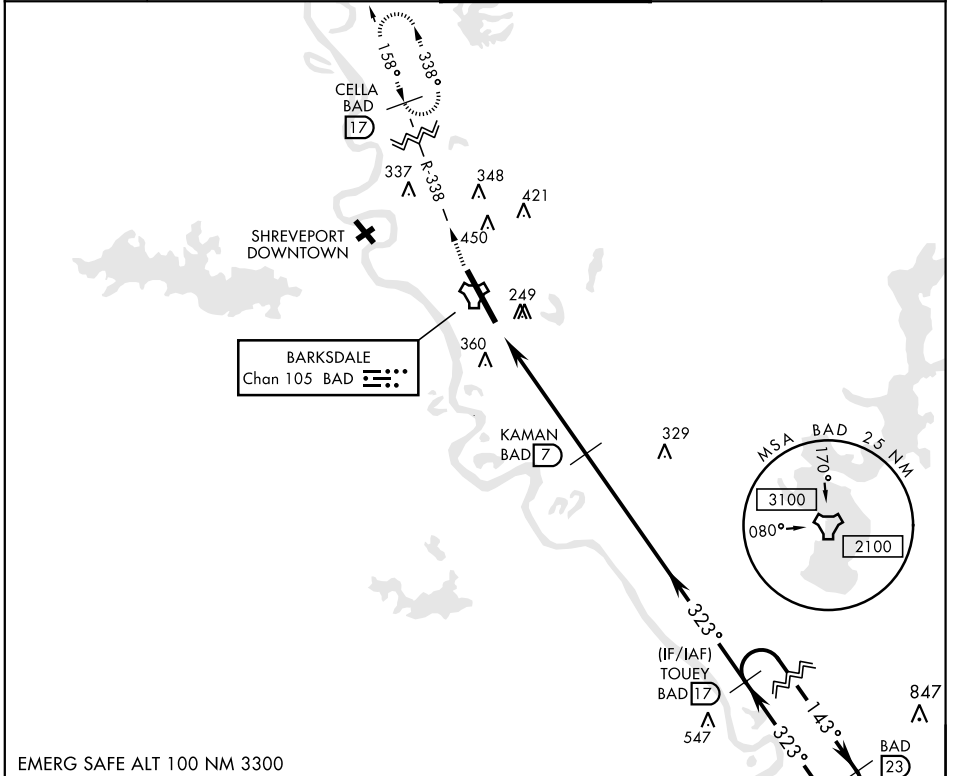 158°
338°
CELLA
BAD
17
R-338
337
348
421
450
SHREVEPORT
DOWNTOWN
249
BARKSDALE
Chan 105 BAD
360
KAMAN
BAD 7
329
MSA BAD 25 NM
170°
3100
080°
2100
323°
(IF/IAF)
TOUEY
BAD 17
547
143°
323°
847
BAD
23
EMERG SAFE ALT 100 NM 3300